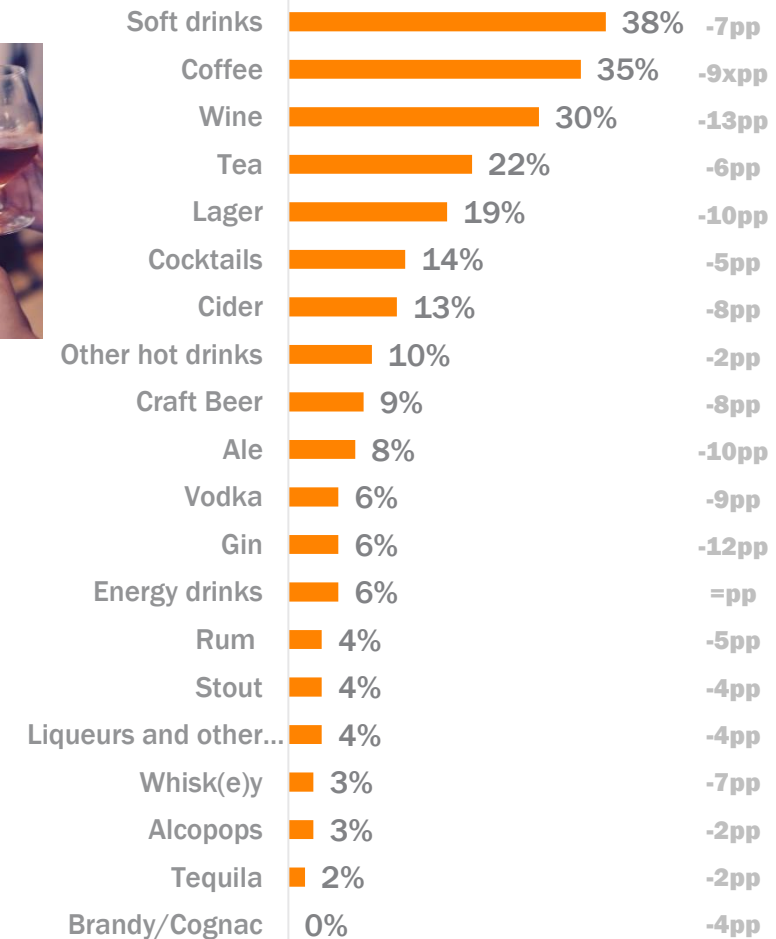 Soft drinks 38% -7pp
Coffee 35% -9xpp
Wine 30% -13pp
Tea 22% -6pp
Lager 19% -10pp
Cocktails 14% -5pp
Cider 13% -8pp
Other hot drinks 10% -2pp
Craft Beer 9% -8pp
Ale 8% -10pp
Vodka 6% -9pp
Gin 6% -12pp
Energy drinks 6% =pp
Rum 4% -5pp
Stout 4% -4pp
Liqueurs and other... 4% -4pp
Whisk(e)y 3% -7pp
Alcopops 3% -2pp
Tequila 2% -2pp
Brandy/Cognac 0% -4pp